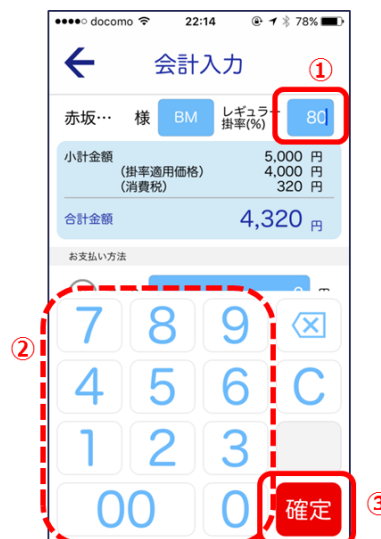 docomo 22:14 78%
会計入力
①
赤坂… 様 BM レギュラー掛率(%) 80
小計金額 5,000 円
(掛率適用価格) 4,000 円
(消費税) 320 円
合計金額 4,320 円
お支払い方法
②
7 8 9
4 5 6 C
1 2 3
00 0 確定
③